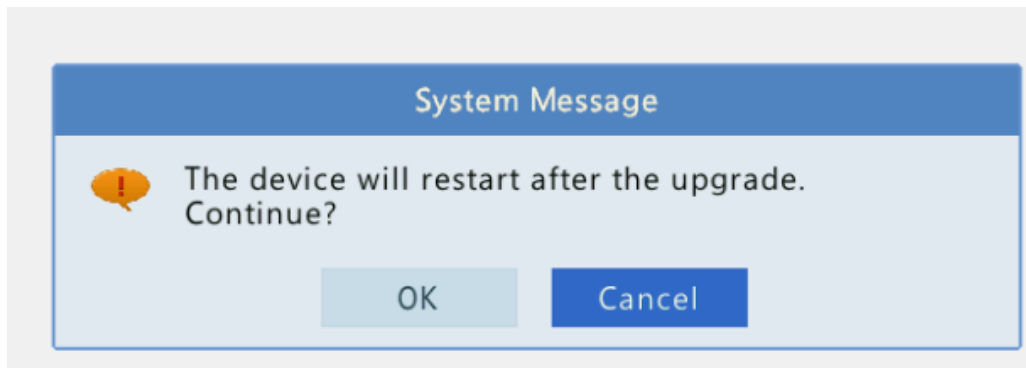 System Message
The device will restart after the upgrade.
Continue?
OK
Cancel